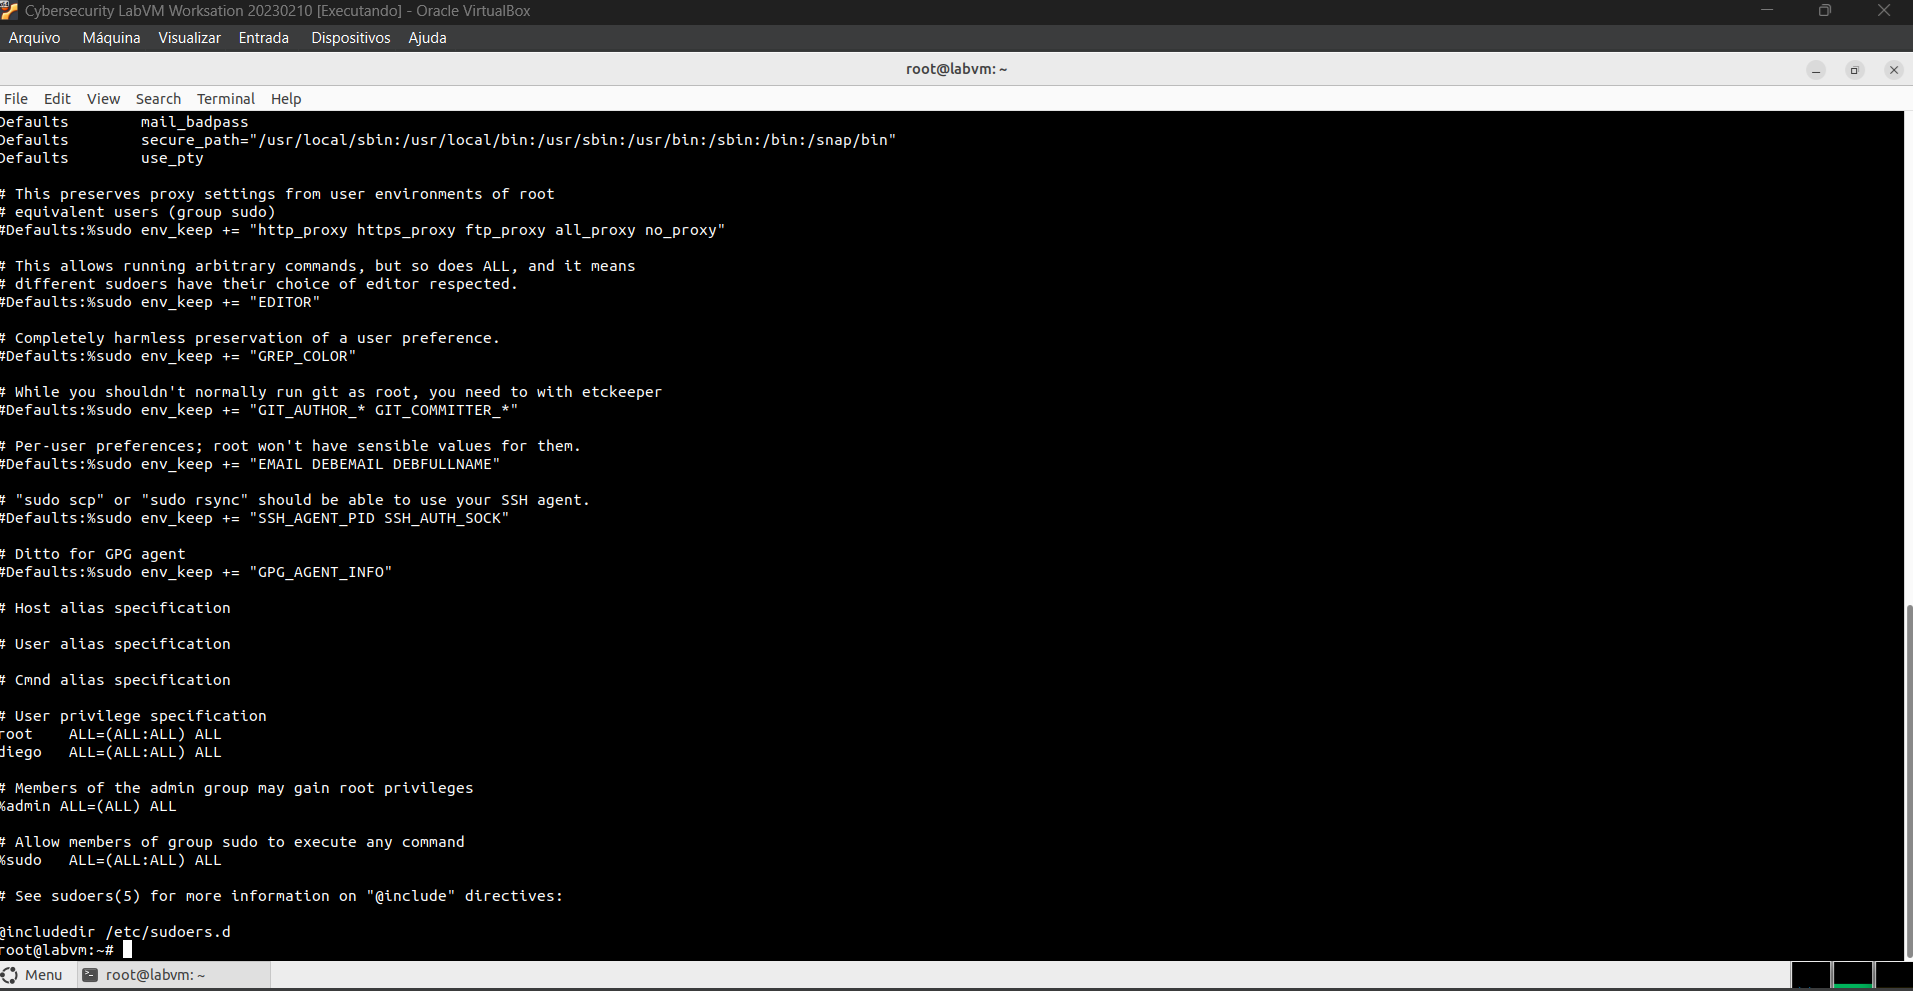 Cybersecurity LabVM Worksation 20230210 [Executando] - Oracle VirtualBox
Arquivo Máquina Visualizar Entrada Dispositivos Ajuda
root@labvm: ~
File Edit View Search Terminal Help
Defaults        mail_badpass
Defaults        secure_path="/usr/local/sbin:/usr/local/bin:/usr/sbin:/usr/bin:/sbin:/bin:/snap/bin"
Defaults        use_pty
# This preserves proxy settings from user environments of root
# equivalent users (group sudo)
#Defaults:%sudo env_keep += "http_proxy https_proxy ftp_proxy all_proxy no_proxy"
# This allows running arbitrary commands, but so does ALL, and it means
# different sudoers have their choice of editor respected.
#Defaults:%sudo env_keep += "EDITOR"
# Completely harmless preservation of a user preference.
#Defaults:%sudo env_keep += "GREP_COLOR"
# While you shouldn't normally run git as root, you need to with etckeeper
#Defaults:%sudo env_keep += "GIT_AUTHOR_* GIT_COMMITTER_*"
# Per-user preferences; root won't have sensible values for them.
#Defaults:%sudo env_keep += "EMAIL DEBEMAIL DEBFULLNAME"
# "sudo scp" or "sudo rsync" should be able to use your SSH agent.
#Defaults:%sudo env_keep += "SSH_AGENT_PID SSH_AUTH_SOCK"
# Ditto for GPG agent
#Defaults:%sudo env_keep += "GPG_AGENT_INFO"
# Host alias specification
# User alias specification
# Cmnd alias specification
# User privilege specification
root    ALL=(ALL:ALL) ALL
diego   ALL=(ALL:ALL) ALL
# Members of the admin group may gain root privileges
%admin ALL=(ALL) ALL
# Allow members of group sudo to execute any command
%sudo   ALL=(ALL:ALL) ALL
# See sudoers(5) for more information on "@include" directives:
@includedir /etc/sudoers.d
root@labvm:~#
Menu root@labvm: ~